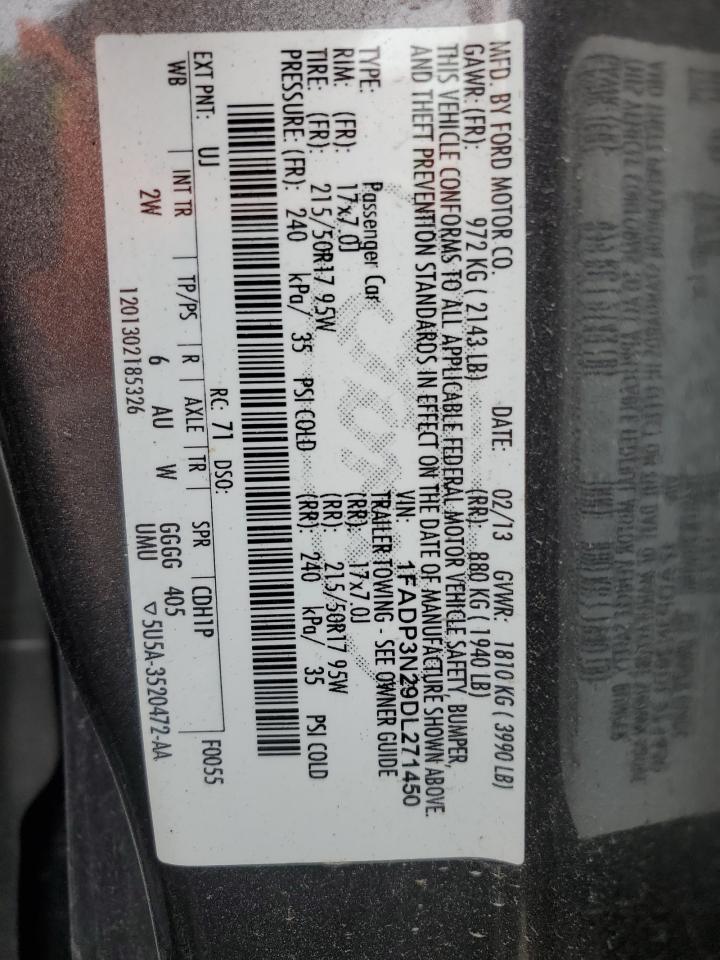 MFD. BY FORD MOTOR CO.
DATE: 02/13 GVWR: 1810 KG ( 3990 LB)
GAWR: (FR): 972 KG ( 2143 LB) (RR): 880 KG ( 1940 LB)
THIS VEHICLE CONFORMS TO ALL APPLICABLE FEDERAL MOTOR VEHICLE SAFETY, BUMPER,
AND THEFT PREVENTION STANDARDS IN EFFECT ON THE DATE OF MANUFACTURE SHOWN ABOVE.
VIN: 1FADP3N29DL271450
TYPE: Passenger Car TRAILER TOWING - SEE OWNER GUIDE
RIM: (FR): 17x7.0J (RR): 17x7.0J
TIRE: (FR): 215/50R17 95W (RR): 215/50R17 95W
PRESSURE: (FR): 240 kPa/ 35 PSI COLD (RR): 240 kPa/ 35 PSI COLD
RC: 71 DSO: F0055
EXT PNT: UJ
INT TR TP/PS R AXLE TR SPR CDH1P
WB 2W 6 AU W GGGG 405
UMU
1201302185326 ▽5U5A-3520472-AA